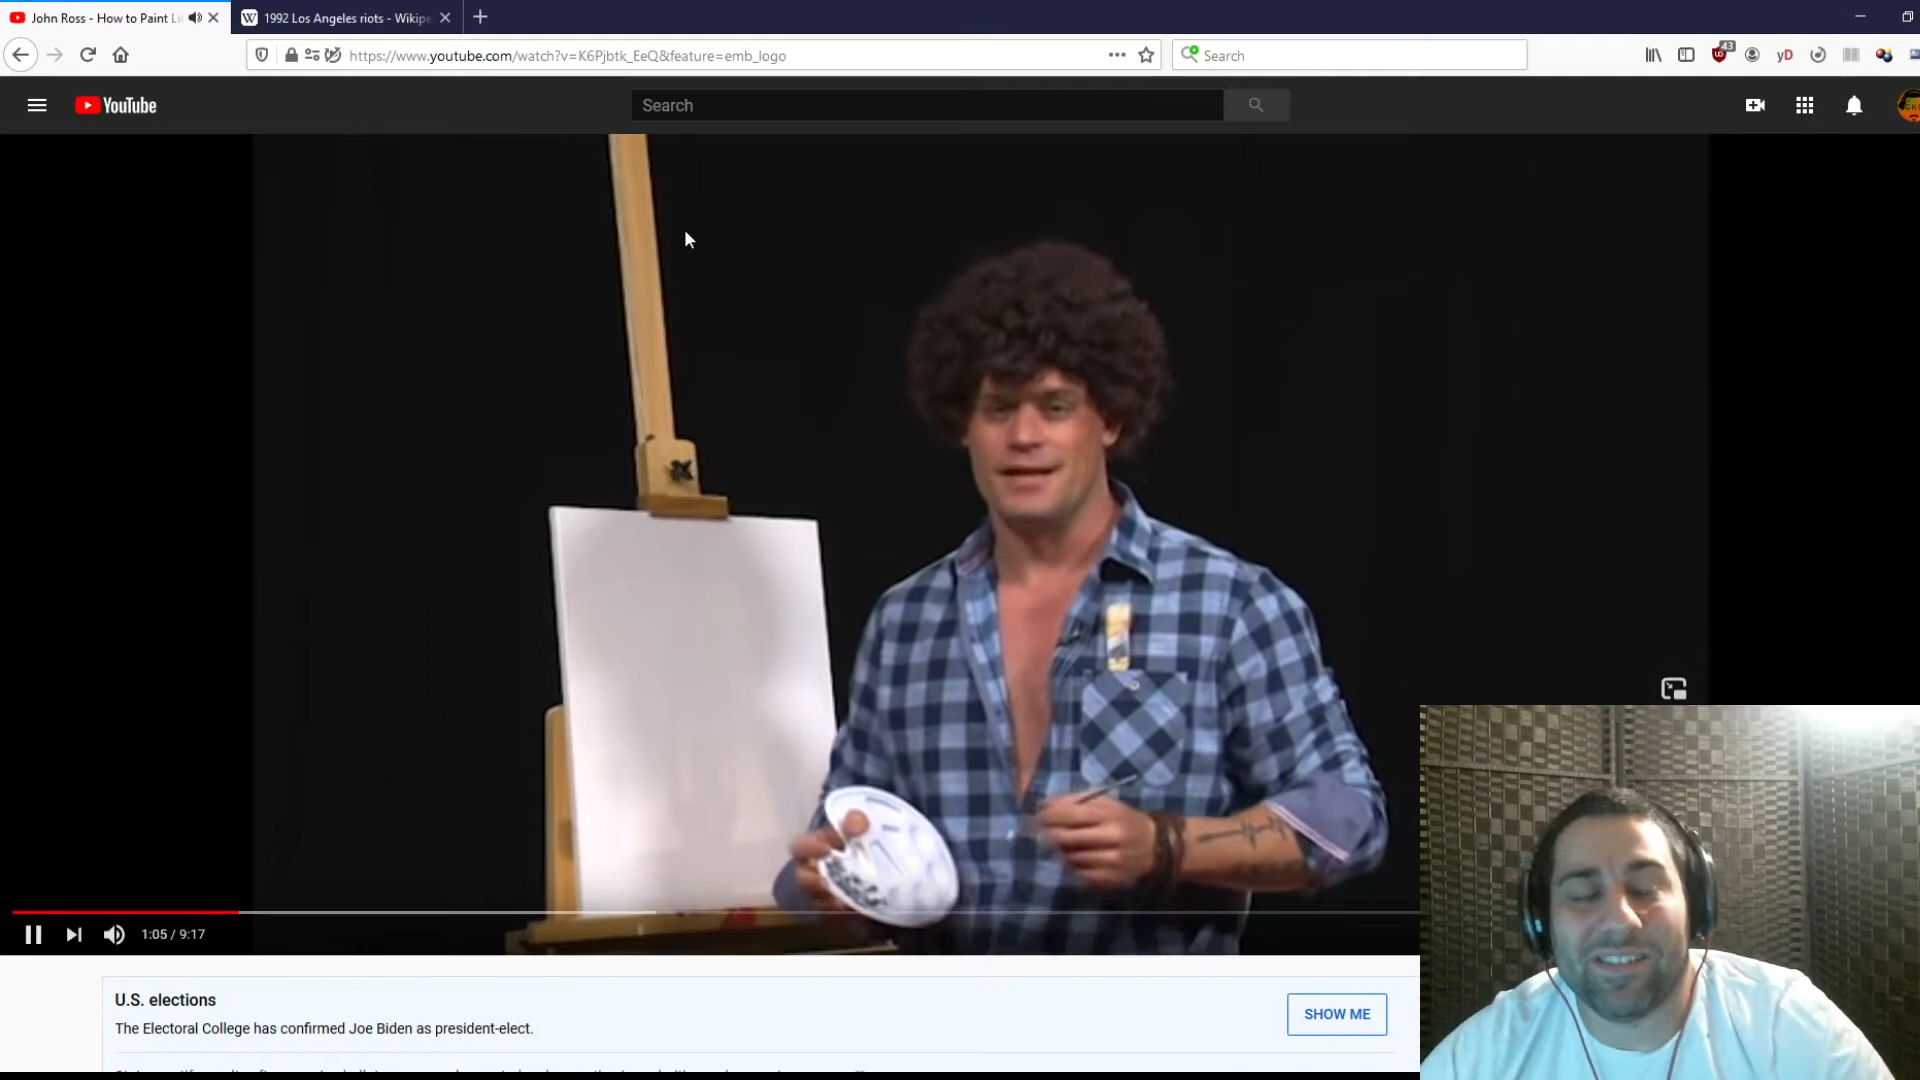 John Ross - How to Paint Li
1992 Los Angeles riots - Wikipe
https://www.youtube.com/watch?v=K6Pjbtk_EeQ&feature=emb_logo
Search
43
yD
YouTube
Search
1:05 / 9:17
U.S. elections
The Electoral College has confirmed Joe Biden as president-elect.
SHOW ME